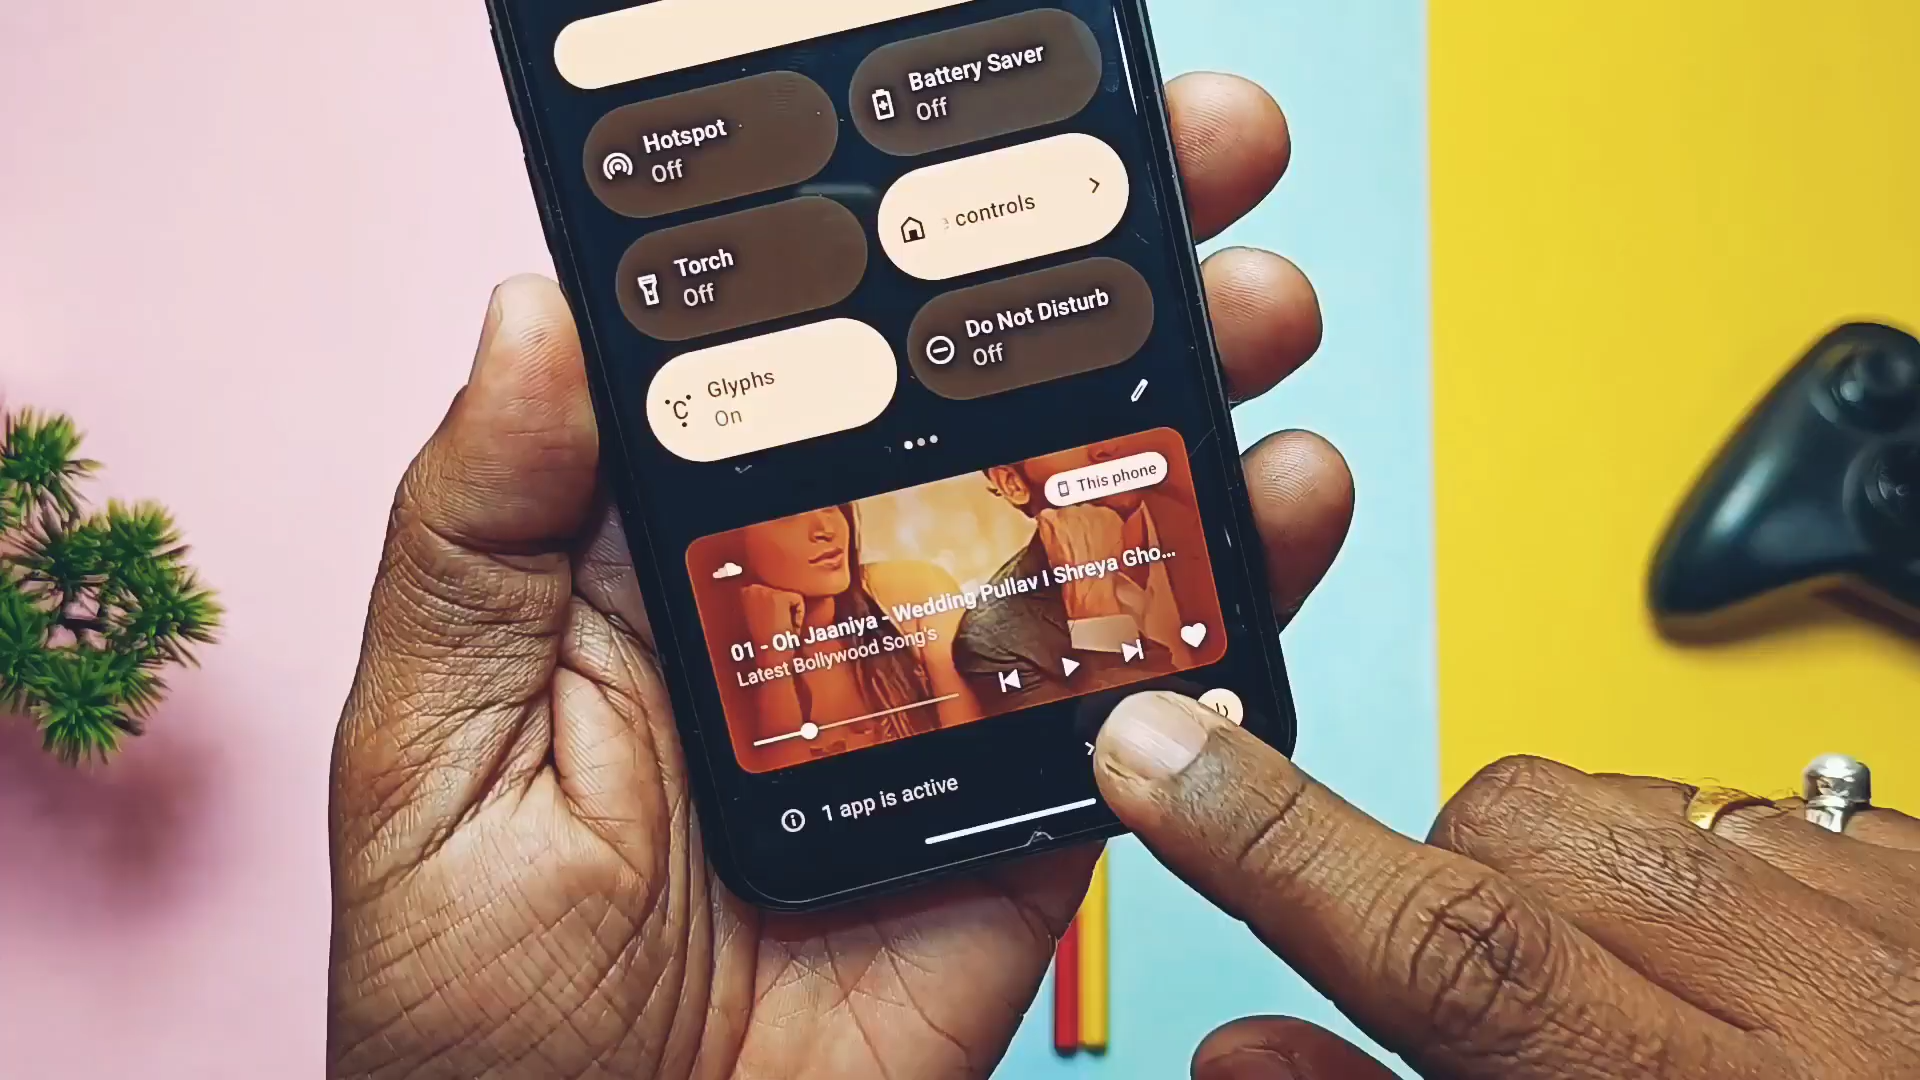 Battery Saver
Off
Hotspot
Off
controls
Torch
Off
Do Not Disturb
Off
Glyphs
On
This phone
01 - Oh Jaaniya - Wedding Pullav I Shreya Gho...
Latest Bollywood Song's
1 app is active